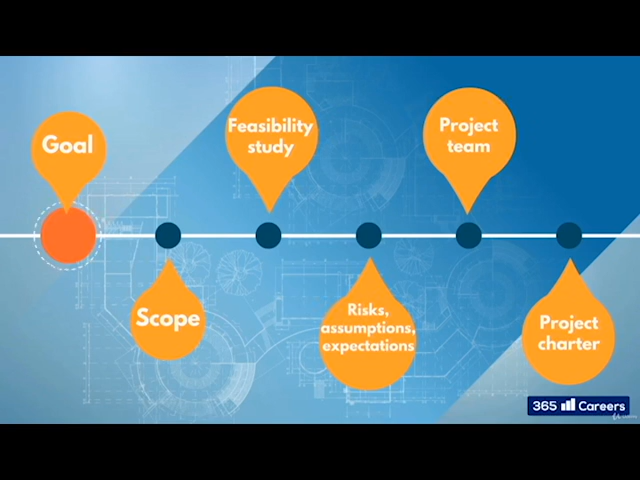 Goal
Scope
Feasibility
study
Risks,
assumptions,
expectations
Project
team
Project
charter
365 Careers